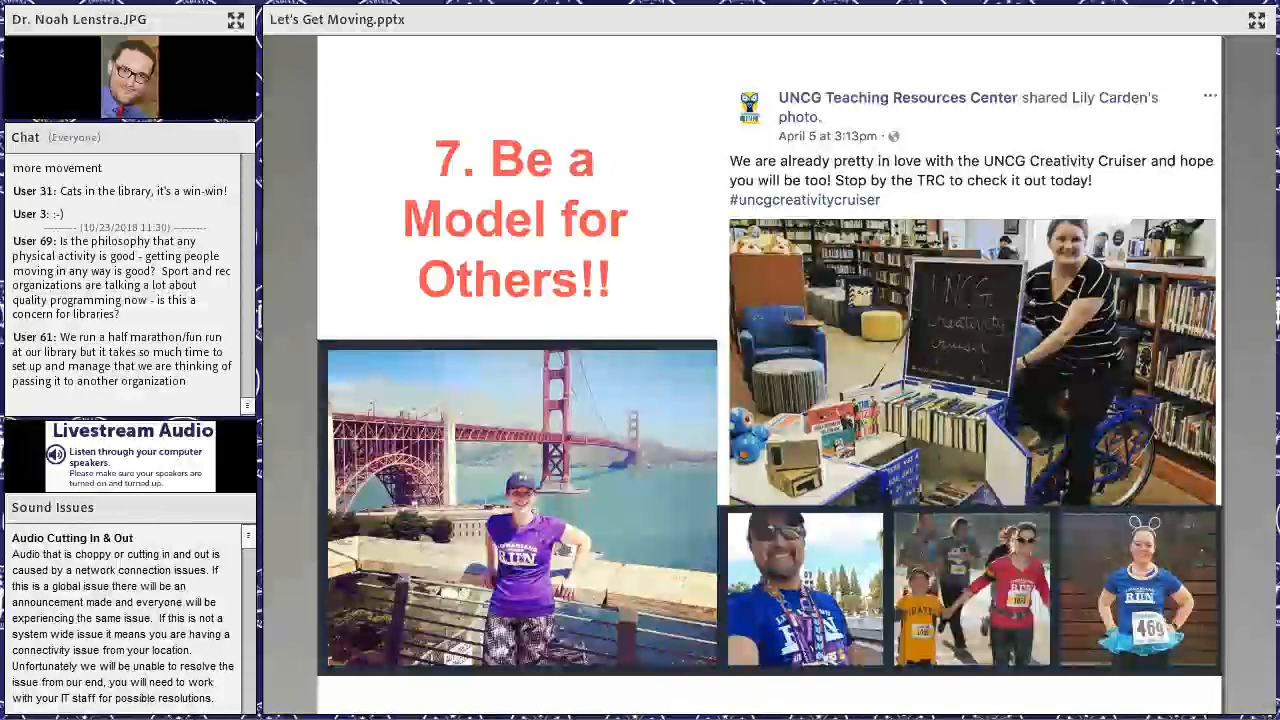 Dr. Noah Lenstra.JPG
Let's Get Moving.pptx
Chat (Everyone)
more movement
User 31: Cats in the library, it's a win-win!
User 3: :-)
---- (10/23/2018 11:30) --------
User 69: Is the philosophy that any
physical activity is good - getting people
moving in any way is good? Sport and rec
organizations are talking a lot about
quality programming now - is this a
concern for libraries?
User 61: We run a half marathon/fun run
at our library but it takes so much time to
set up and manage that we are thinking of
passing it to another organization
Livestream Audio
Listen through your computer
speakers.
Please make sure your speakers are
turned on and turned up.
Sound Issues
Audio Cutting In & Out
Audio that is choppy or cutting in and out is
caused by a network connection issues. If
this is a global issue there will be an
announcement made and everyone will be
experiencing the same issue. If this is not a
system wide issue it means you are having a
connectivity issue from your location.
Unfortunately we will be unable to resolve the
issue from our end, you will need to work
with your IT staff for possible resolutions.
7. Be a
Model for
Others!!
UNCG Teaching Resources Center shared Lily Carden's
photo.
April 5 at 3:13pm ·
We are already pretty in love with the UNCG Creativity Cruiser and hope
you will be too! Stop by the TRC to check it out today!
#uncgcreativitycruiser
UNCG
Creativity
Cruiser
RUN
RUN
RUN
469